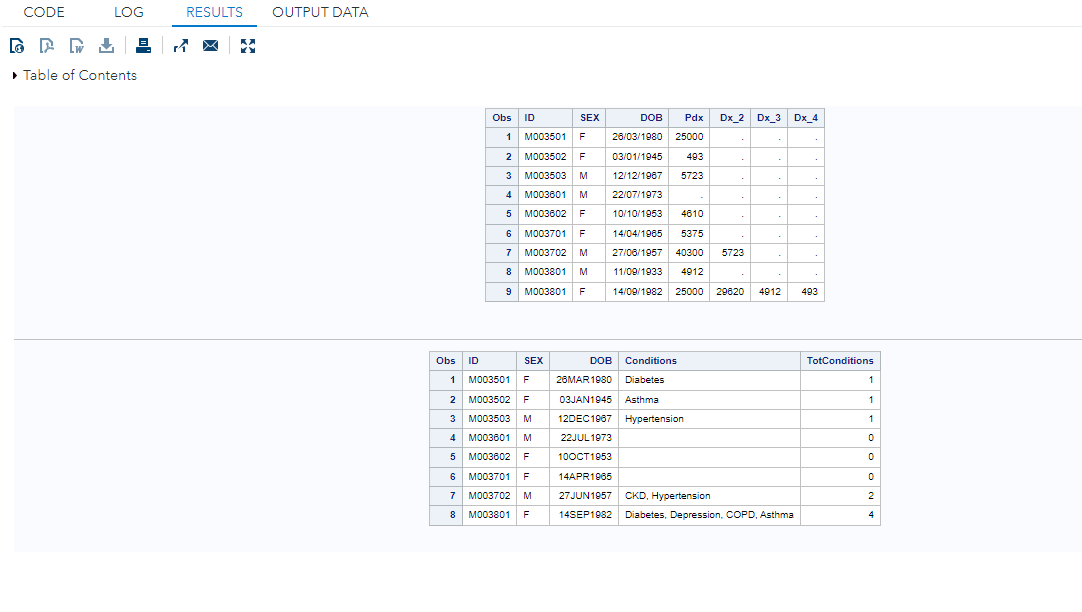 CODE LOG RESULTS OUTPUT DATA
Table of Contents
Obs ID SEX DOB Pdx Dx_2 Dx_3 Dx_4
1 M003501 F 26/03/1980 25000 . . .
2 M003502 F 03/01/1945 493 . . .
3 M003503 M 12/12/1967 5723 . . .
4 M003601 M 22/07/1973 . . . .
5 M003602 F 10/10/1953 4610 . . .
6 M003701 F 14/04/1965 5375 . . .
7 M003702 M 27/06/1957 40300 5723 . .
8 M003801 M 11/09/1933 4912 . . .
9 M003801 F 14/09/1982 25000 29620 4912 493
Obs ID SEX DOB Conditions TotConditions
1 M003501 F 26MAR1980 Diabetes 1
2 M003502 F 03JAN1945 Asthma 1
3 M003503 M 12DEC1967 Hypertension 1
4 M003601 M 22JUL1973 0
5 M003602 F 10OCT1953 0
6 M003701 F 14APR1965 0
7 M003702 M 27JUN1957 CKD, Hypertension 2
8 M003801 F 14SEP1982 Diabetes, Depression, COPD, Asthma 4